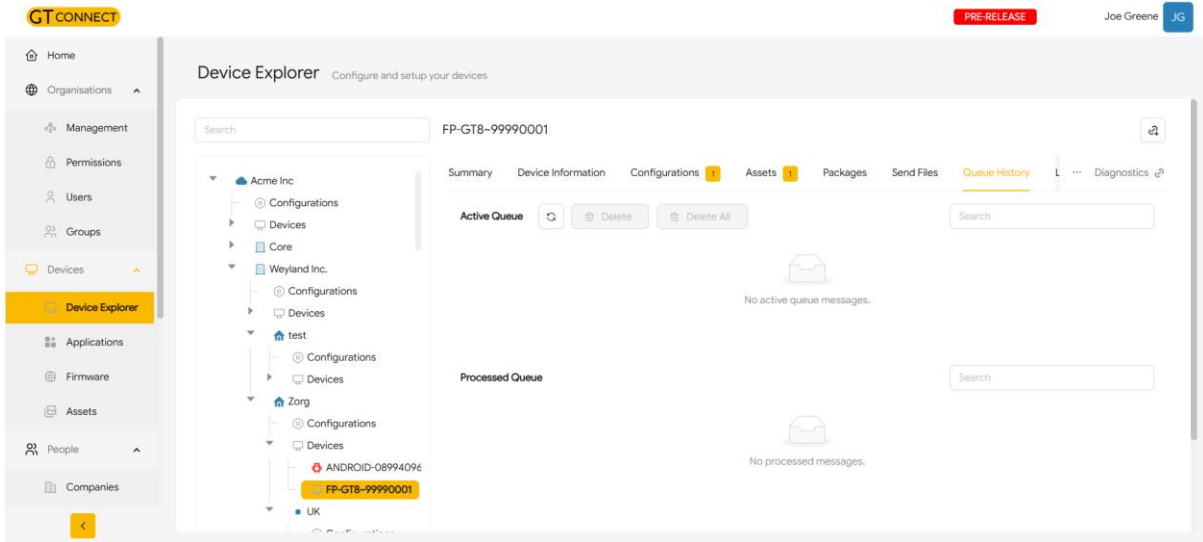 GT CONNECT
PRE-RELEASE
Joe Greene
JG
Home
Organisations
Management
Permissions
Users
Groups
Devices
Device Explorer
Applications
Firmware
Assets
People
Companies
Device Explorer Configure and setup your devices
Search
Acme Inc
Configurations
Devices
Core
Weyland Inc.
Configurations
Devices
test
Configurations
Devices
Zorg
Configurations
Devices
ANDROID-08994096
FP-GT8~99990001
UK
FP-GT8~99990001
Summary Device Information Configurations 1 Assets 1 Packages Send Files Queue History L ··· Diagnostics
Active Queue Delete Delete All Search
No active queue messages.
Processed Queue Search
No processed messages.